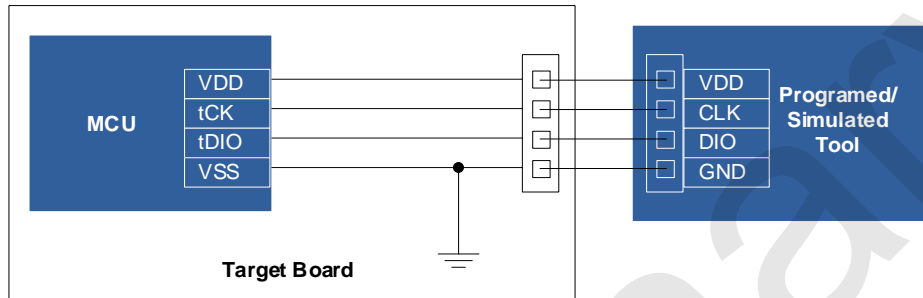 MCU
VDD
tCK
tDIO
VSS
Target Board
VDD
CLK
DIO
GND
Programed/
Simulated
Tool